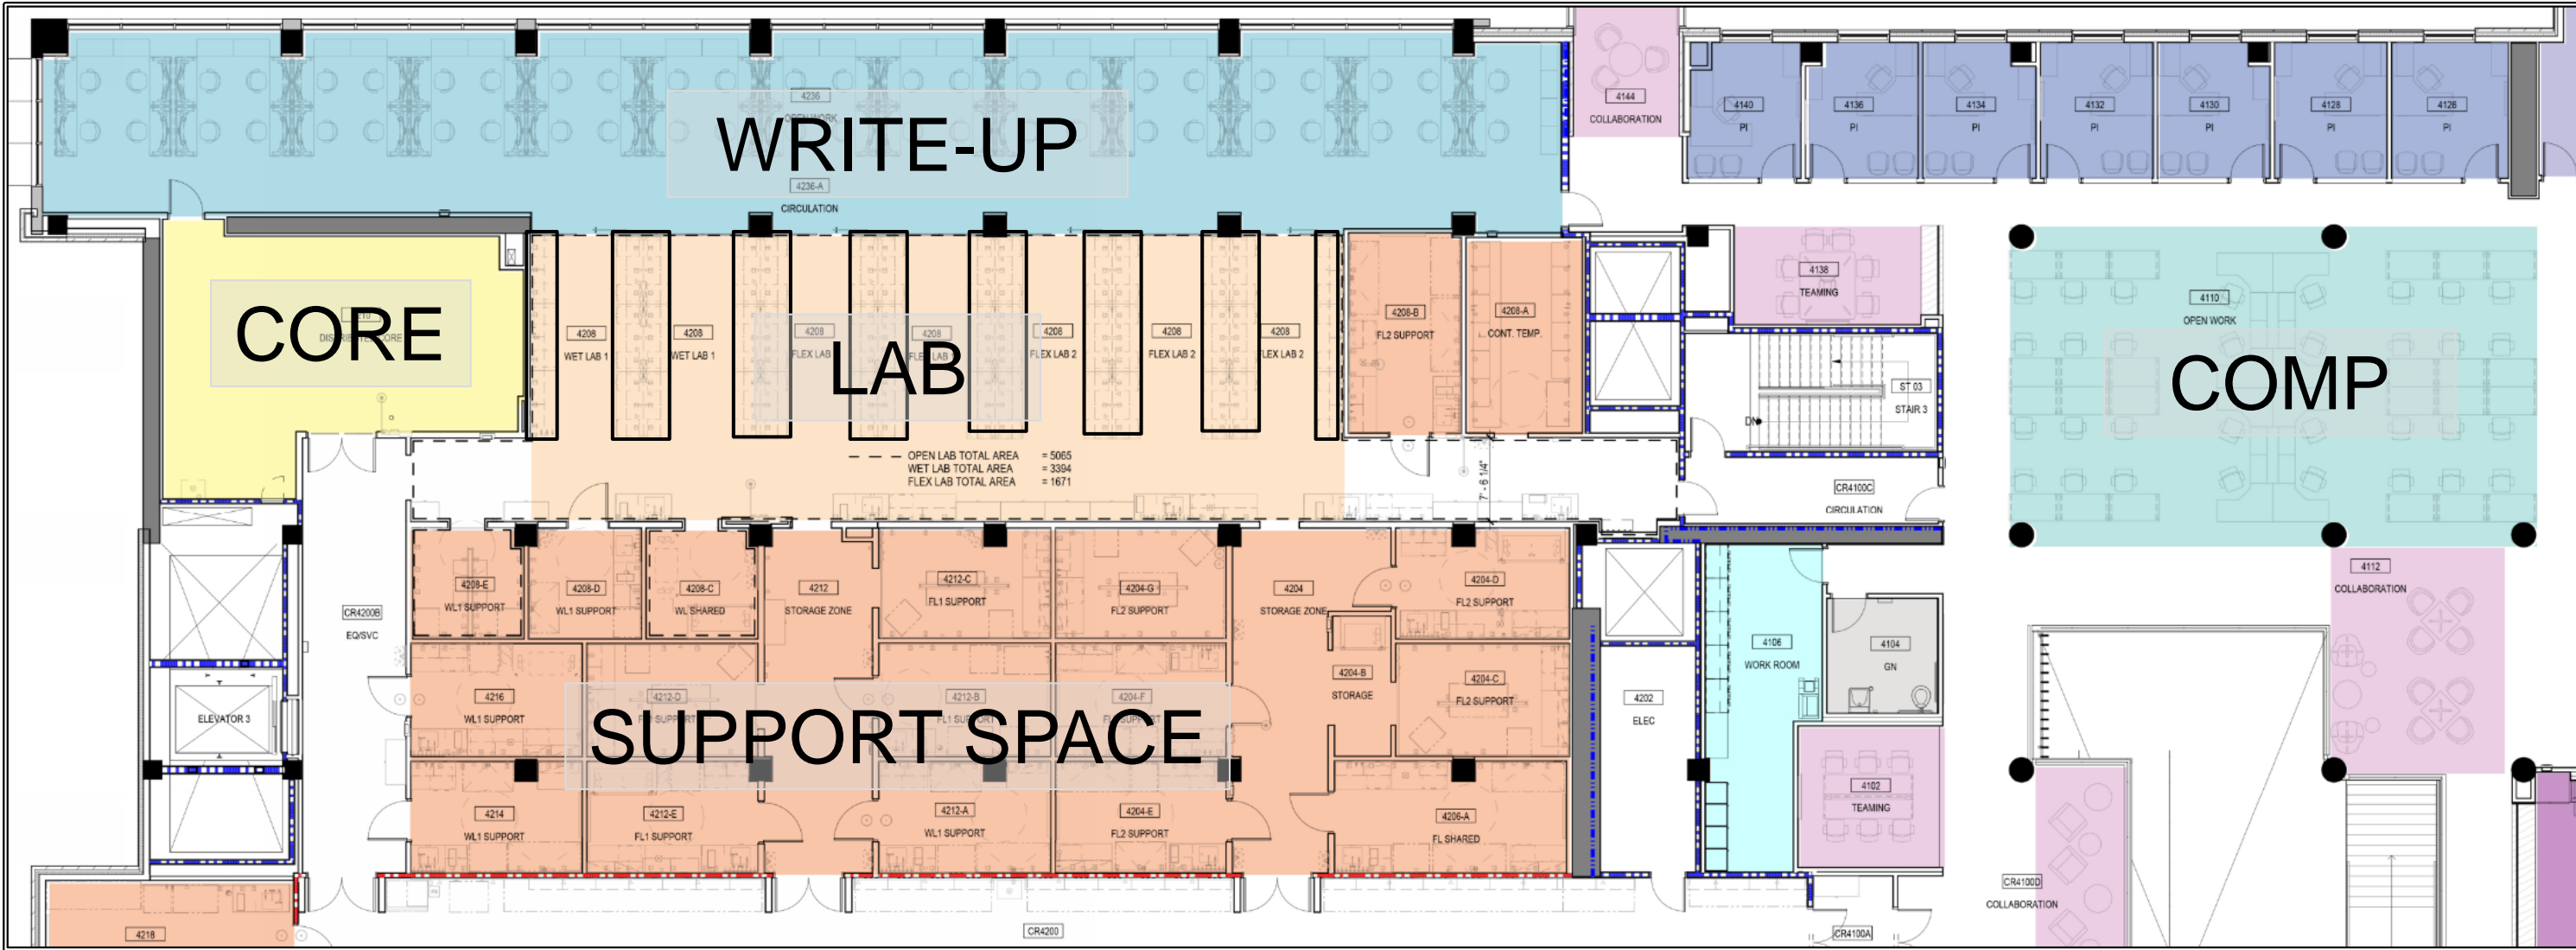 4236
WRITE-UP
4236-A
CIRCULATION
4144
COLLABORATION
4140
PI
4136
PI
4134
PI
4132
PI
4130
PI
4128
PI
4126
PI
CORE
4208
WET LAB 1
4208
WET LAB 1
4208
FLEX LAB
4208
LAB
4208
FLEX LAB 2
4208
FLEX LAB 2
4208
FLEX LAB 2
4208-B
FL2 SUPPORT
4208-A
CONT. TEMP.
4138
TEAMING
ST 03
STAIR 3
DN
4110
OPEN WORK
COMP
OPEN LAB TOTAL AREA = 5065
WET LAB TOTAL AREA = 3394
FLEX LAB TOTAL AREA = 1671
7' - 6 1/4"
CR4100C
CIRCULATION
4208-E
WL1 SUPPORT
4208-D
WL1 SUPPORT
4208-C
WL SHARED
4212
STORAGE ZONE
4212-C
FL1 SUPPORT
4204-G
FL2 SUPPORT
4204
STORAGE ZONE
4204-D
FL2 SUPPORT
4112
COLLABORATION
CR4200B
EQ/SVC
4106
WORK ROOM
4104
GN
4216
WL1 SUPPORT
4212-D
4212-B
FL1 SUPPORT
4204-F
SUPPORT SPACE
4204-B
STORAGE
4204-C
FL2 SUPPORT
4202
ELEC
ELEVATOR 3
4214
WL1 SUPPORT
4212-E
FL1 SUPPORT
4212-A
WL1 SUPPORT
4204-E
FL2 SUPPORT
4206-A
FL SHARED
4102
TEAMING
CR4100D
COLLABORATION
4218
CR4200
CR4100A